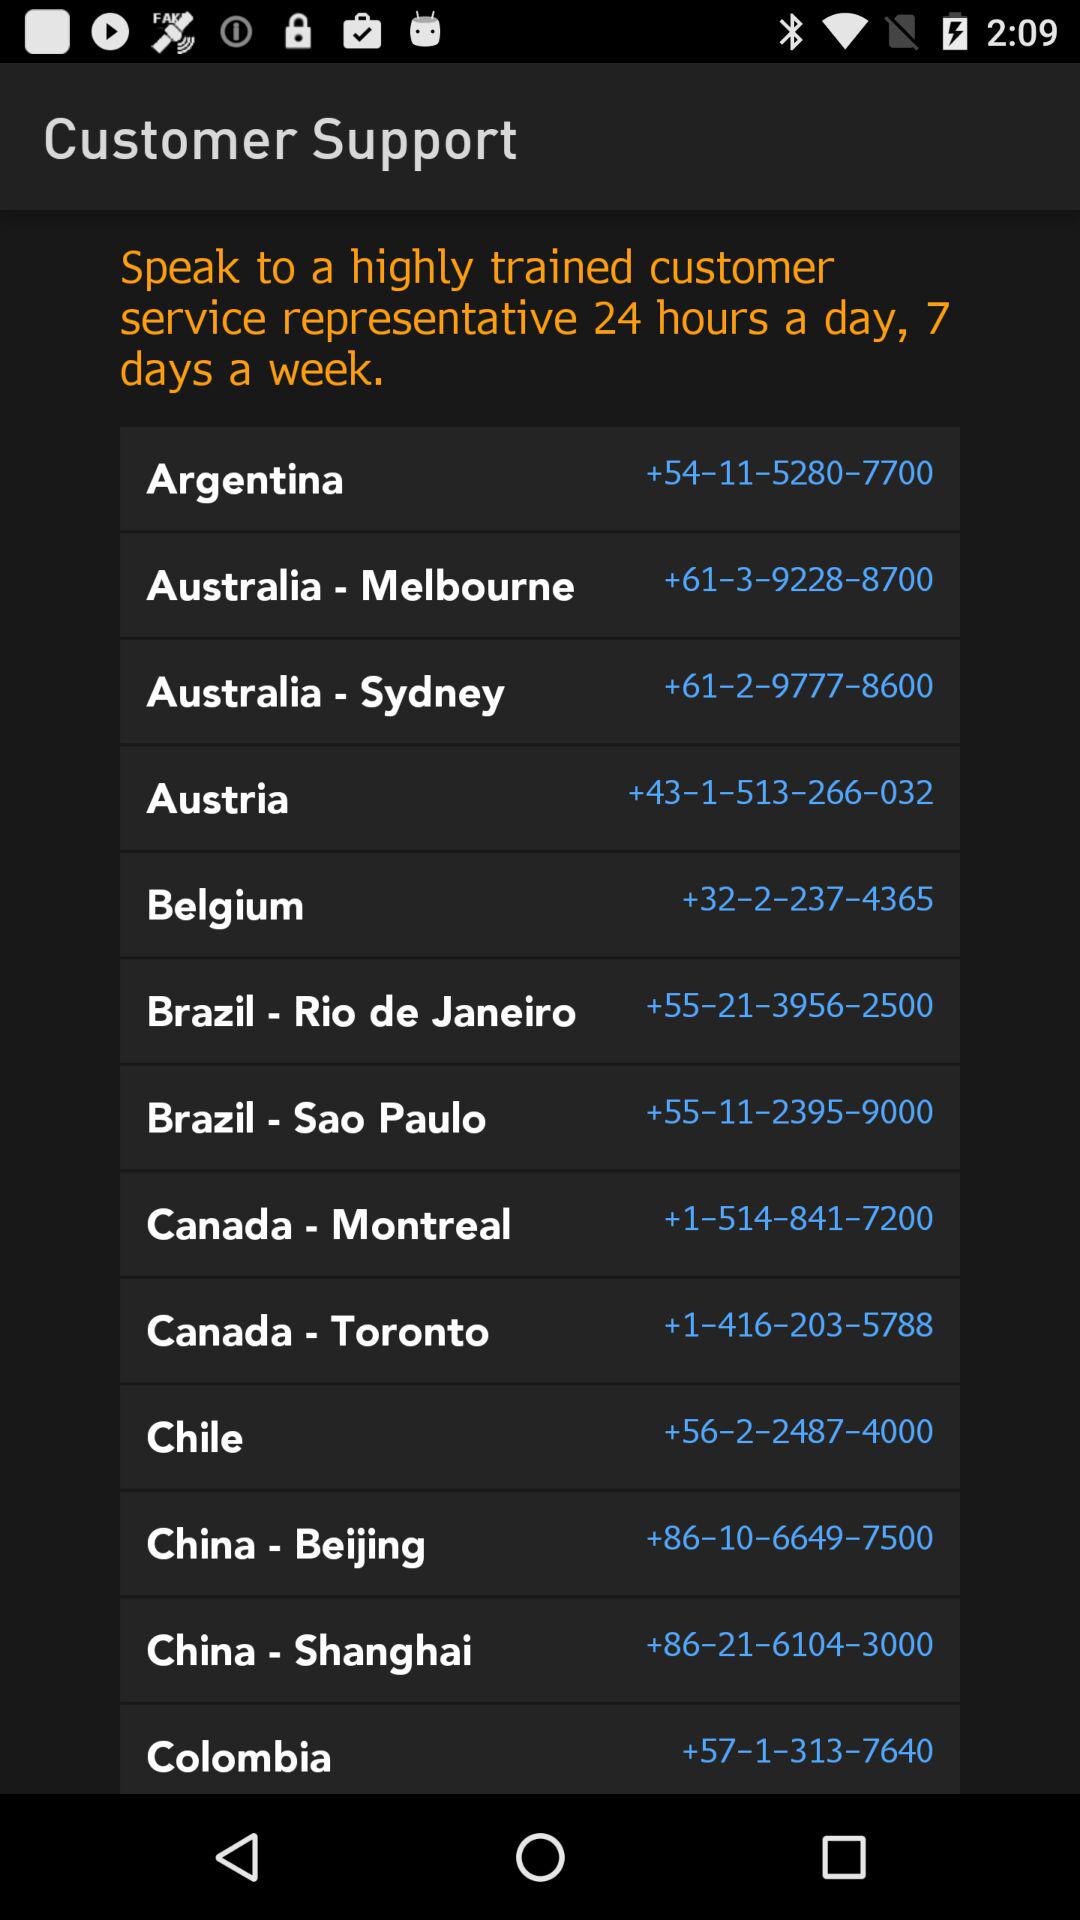 FAKE
2:09
Customer Support
Speak to a highly trained customer
service representative 24 hours a day, 7
days a week.
Argentina +54-11-5280-7700
Australia - Melbourne +61-3-9228-8700
Australia - Sydney +61-2-9777-8600
Austria +43-1-513-266-032
Belgium +32-2-237-4365
Brazil - Rio de Janeiro +55-21-3956-2500
Brazil - Sao Paulo +55-11-2395-9000
Canada - Montreal +1-514-841-7200
Canada - Toronto +1-416-203-5788
Chile +56-2-2487-4000
China - Beijing +86-10-6649-7500
China - Shanghai +86-21-6104-3000
Colombia +57-1-313-7640